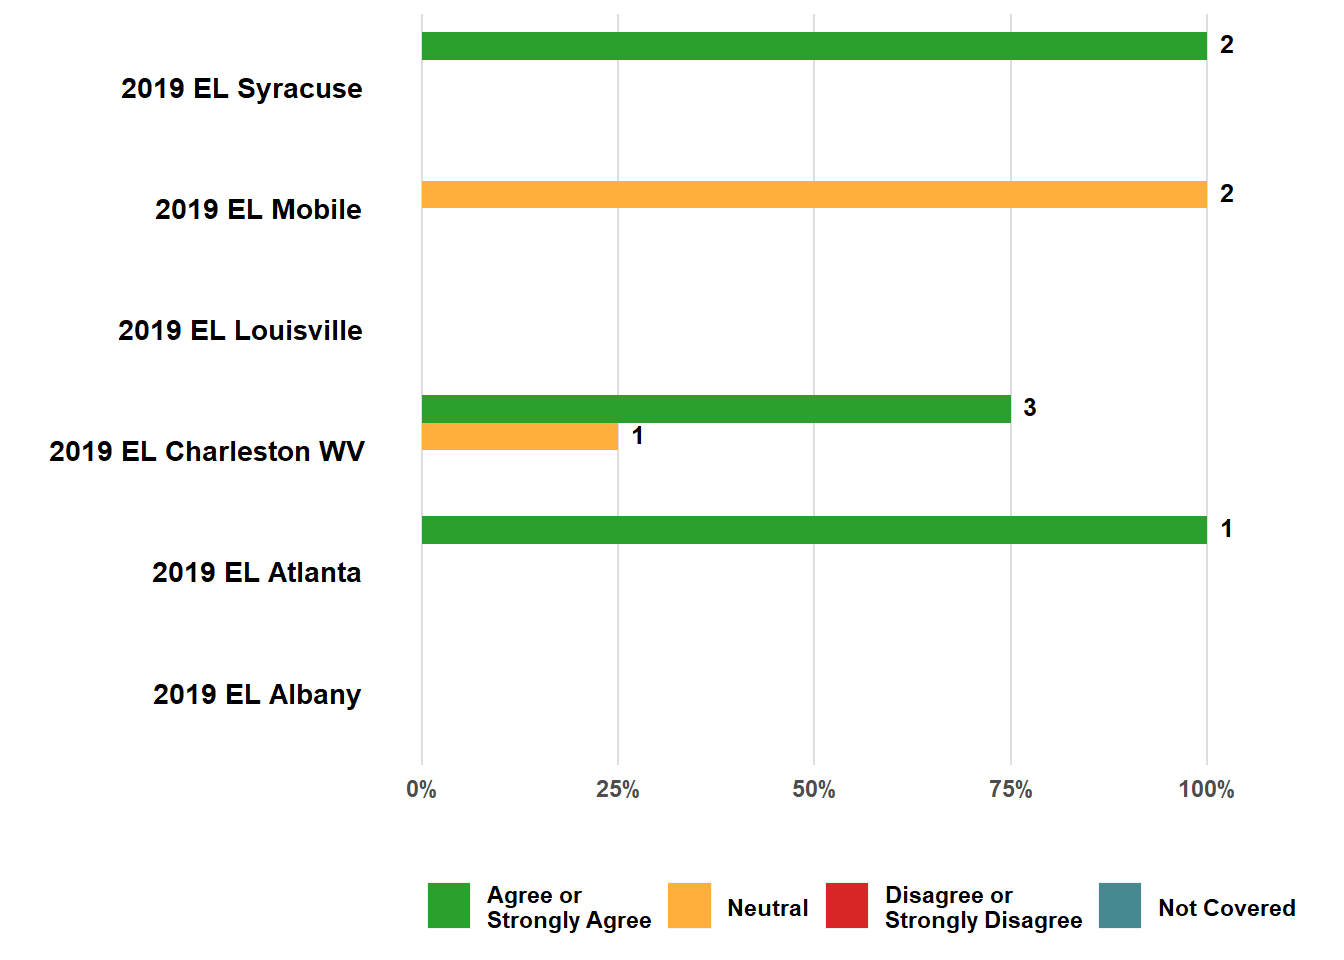 2
2019 EL Syracuse
2
2019 EL Mobile
2019 EL Louisville
3
1
2019 EL Charleston WV
1
2019 EL Atlanta
2019 EL Albany
0% 25% 50% 75% 100%
Agree or
Strongly Agree
Neutral
Disagree or
Strongly Disagree
Not Covered